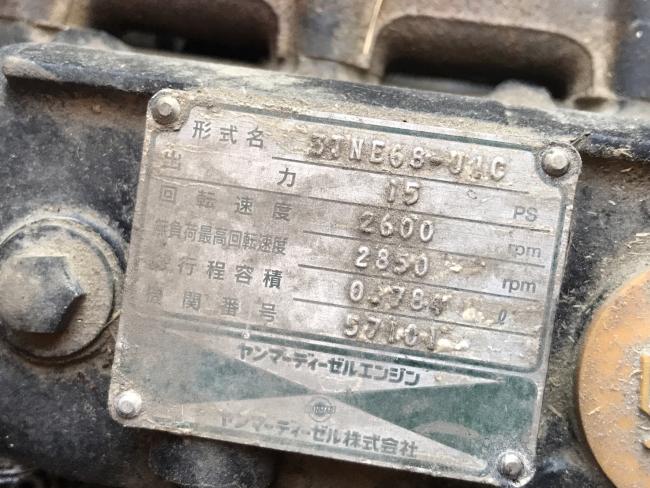 形式名 3JNE68-U1C
出力 15 PS
回転速度 2600 rpm
無負荷最高回転速度 2850 rpm
総行程容積 0.784 ℓ
機関番号 57101
ヤンマーディーゼルエンジン
ヤンマーディーゼル株式会社